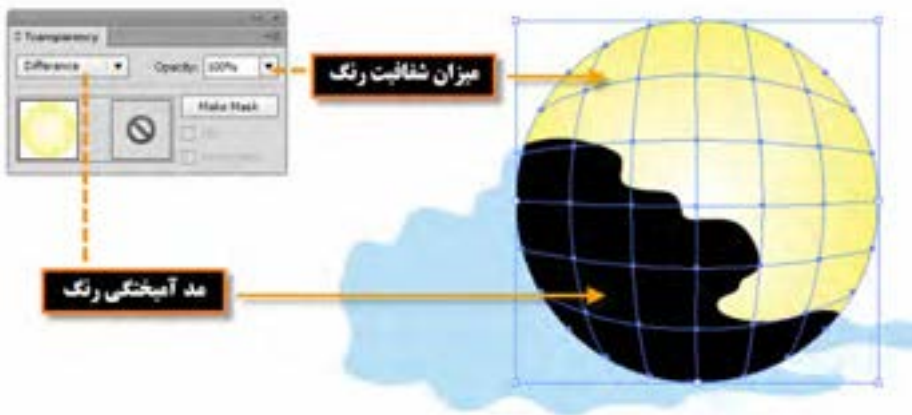 Transparency
Difference
Opacity: 100%
Make Mask
میزان شفافیت رنگ
مد آمیختگی رنگ